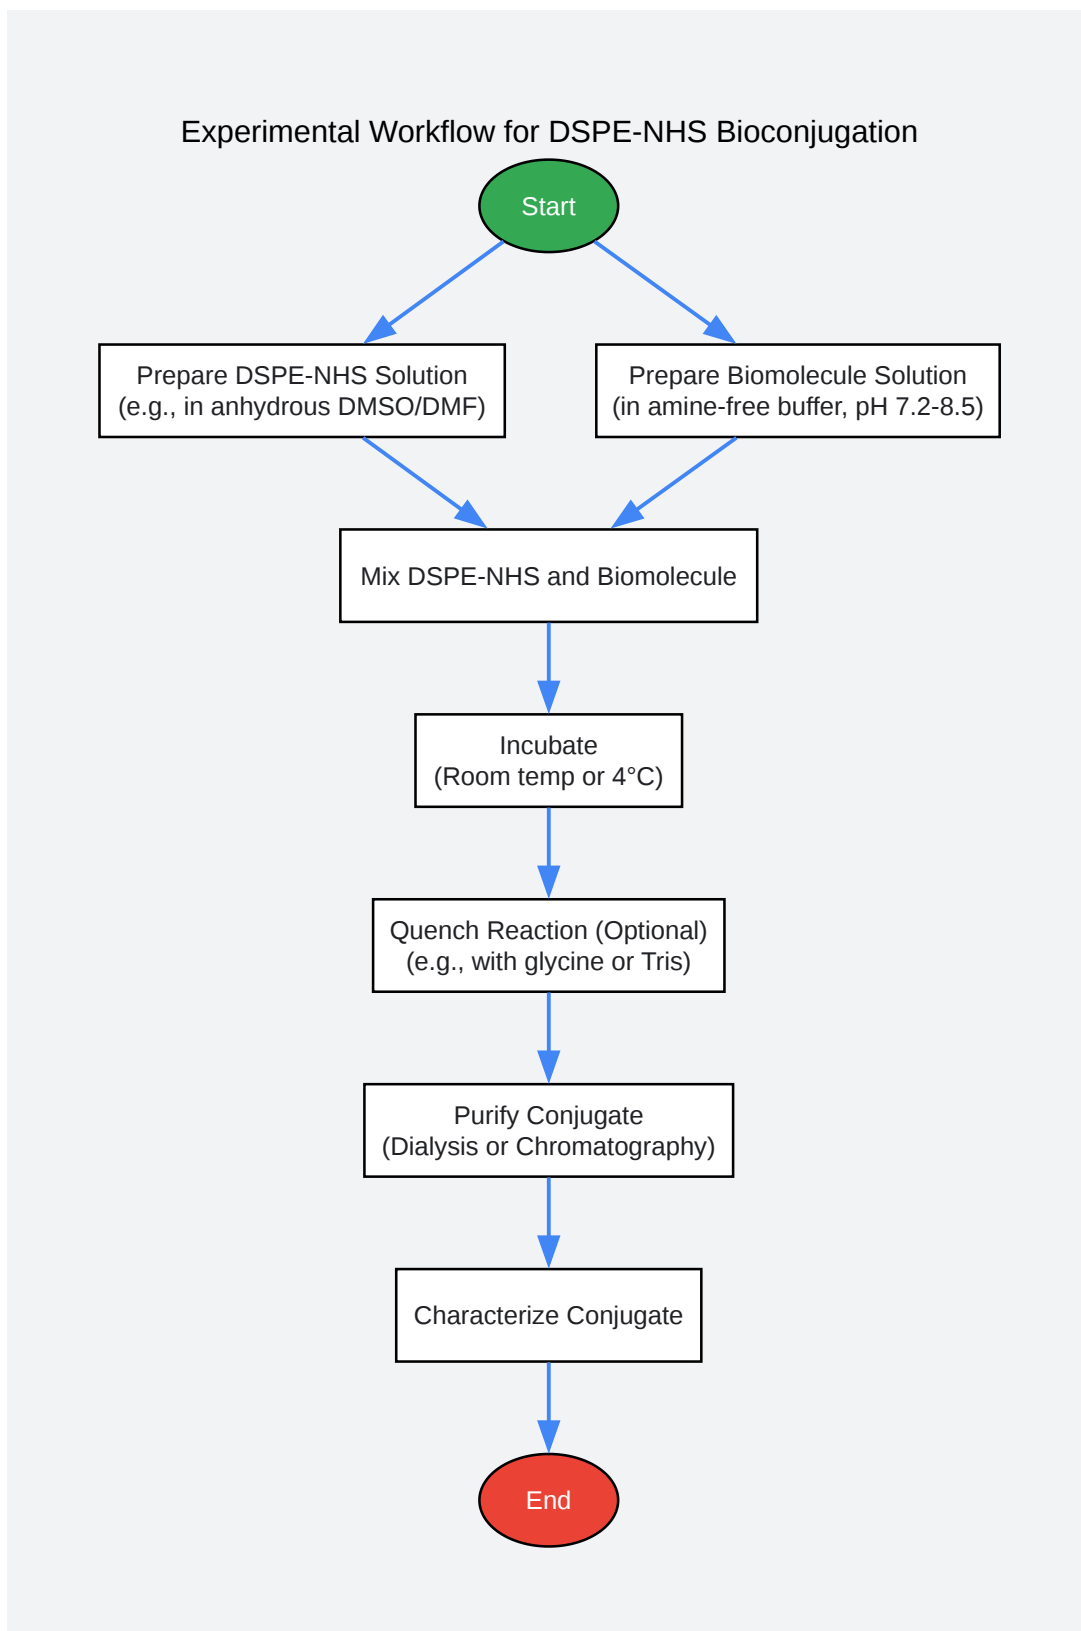 Experimental Workflow for DSPE-NHS Bioconjugation
Start
Prepare DSPE-NHS Solution
(e.g., in anhydrous DMSO/DMF)
Prepare Biomolecule Solution
(in amine-free buffer, pH 7.2-8.5)
Mix DSPE-NHS and Biomolecule
Incubate
(Room temp or 4°C)
Quench Reaction (Optional)
(e.g., with glycine or Tris)
Purify Conjugate
(Dialysis or Chromatography)
Characterize Conjugate
End